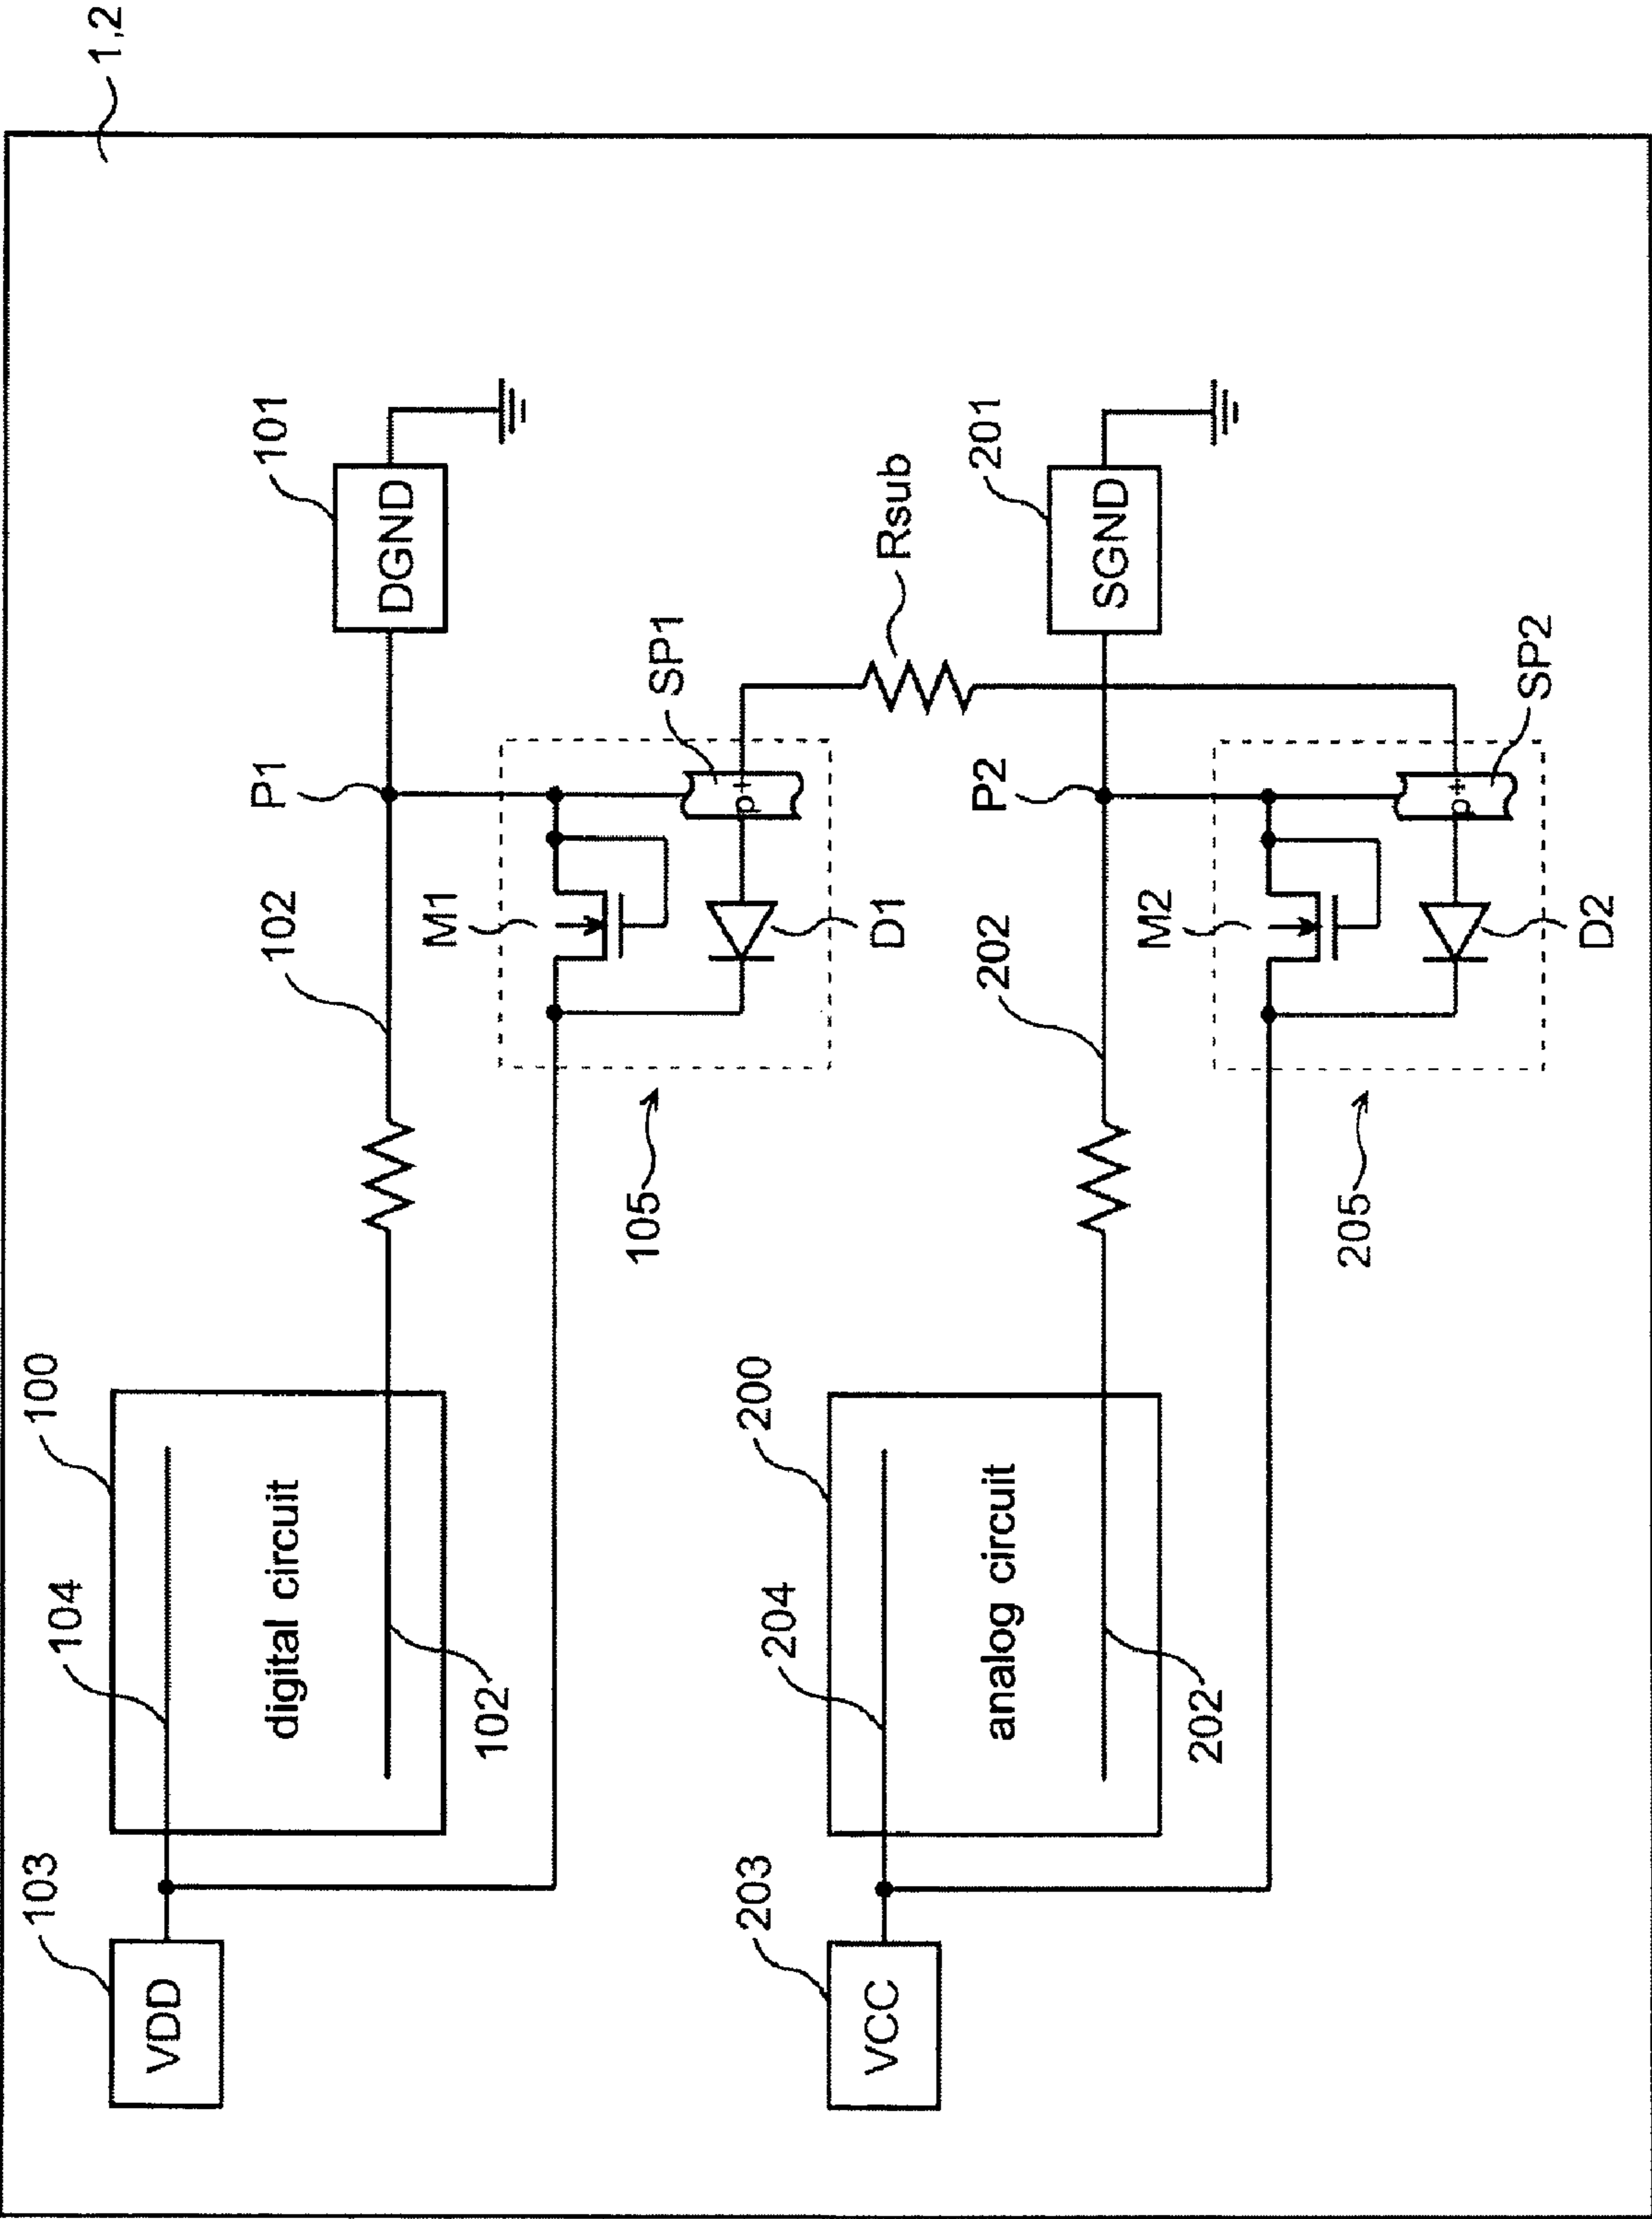 1,2
103
VDD
104
100
digital circuit
102
102
P1
101
DGND
M1
SP1
p+
D1
105
Rsub
203
VCC
204
200
analog circuit
202
202
P2
201
SGND
M2
SP2
p+
D2
205